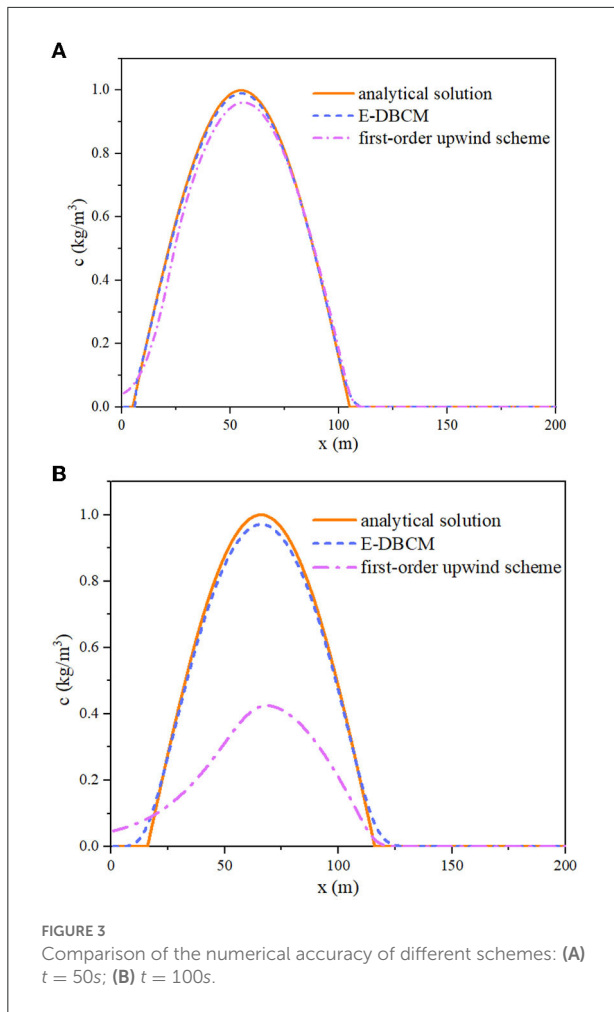 A
analytical solution
E-DBCM
first-order upwind scheme
c (kg/m³)
1.0
0.8
0.6
0.4
0.2
0.0
0 50 100 150 200
x (m)
B
analytical solution
E-DBCM
first-order upwind scheme
c (kg/m³)
1.0
0.8
0.6
0.4
0.2
0.0
0 50 100 150 200
x (m)
FIGURE 3
Comparison of the numerical accuracy of different schemes: (A)
t = 50s; (B) t = 100s.